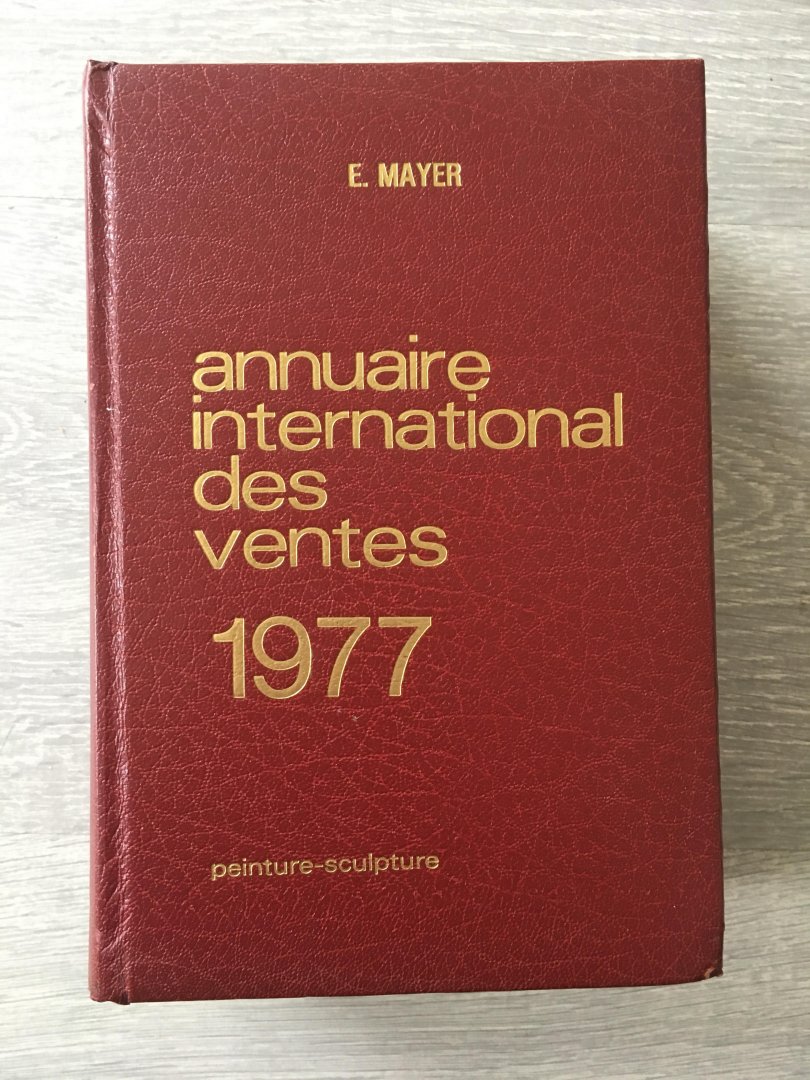 E. MAYER
annuaire
international
des
ventes
1977
peinture-sculpture